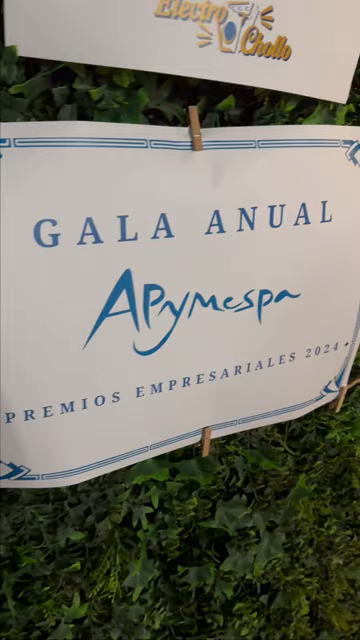 Electro
Chollo
GALA ANUAL
APymespa
PREMIOS EMPRESARIALES 2024